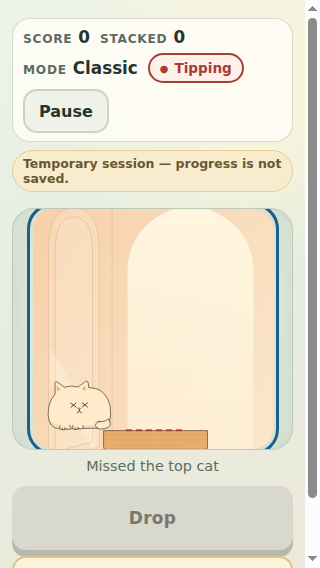 SCORE 0 STACKED 0
MODE Classic • Tipping
Pause
Temporary session — progress is not
saved.
Missed the top cat
Drop